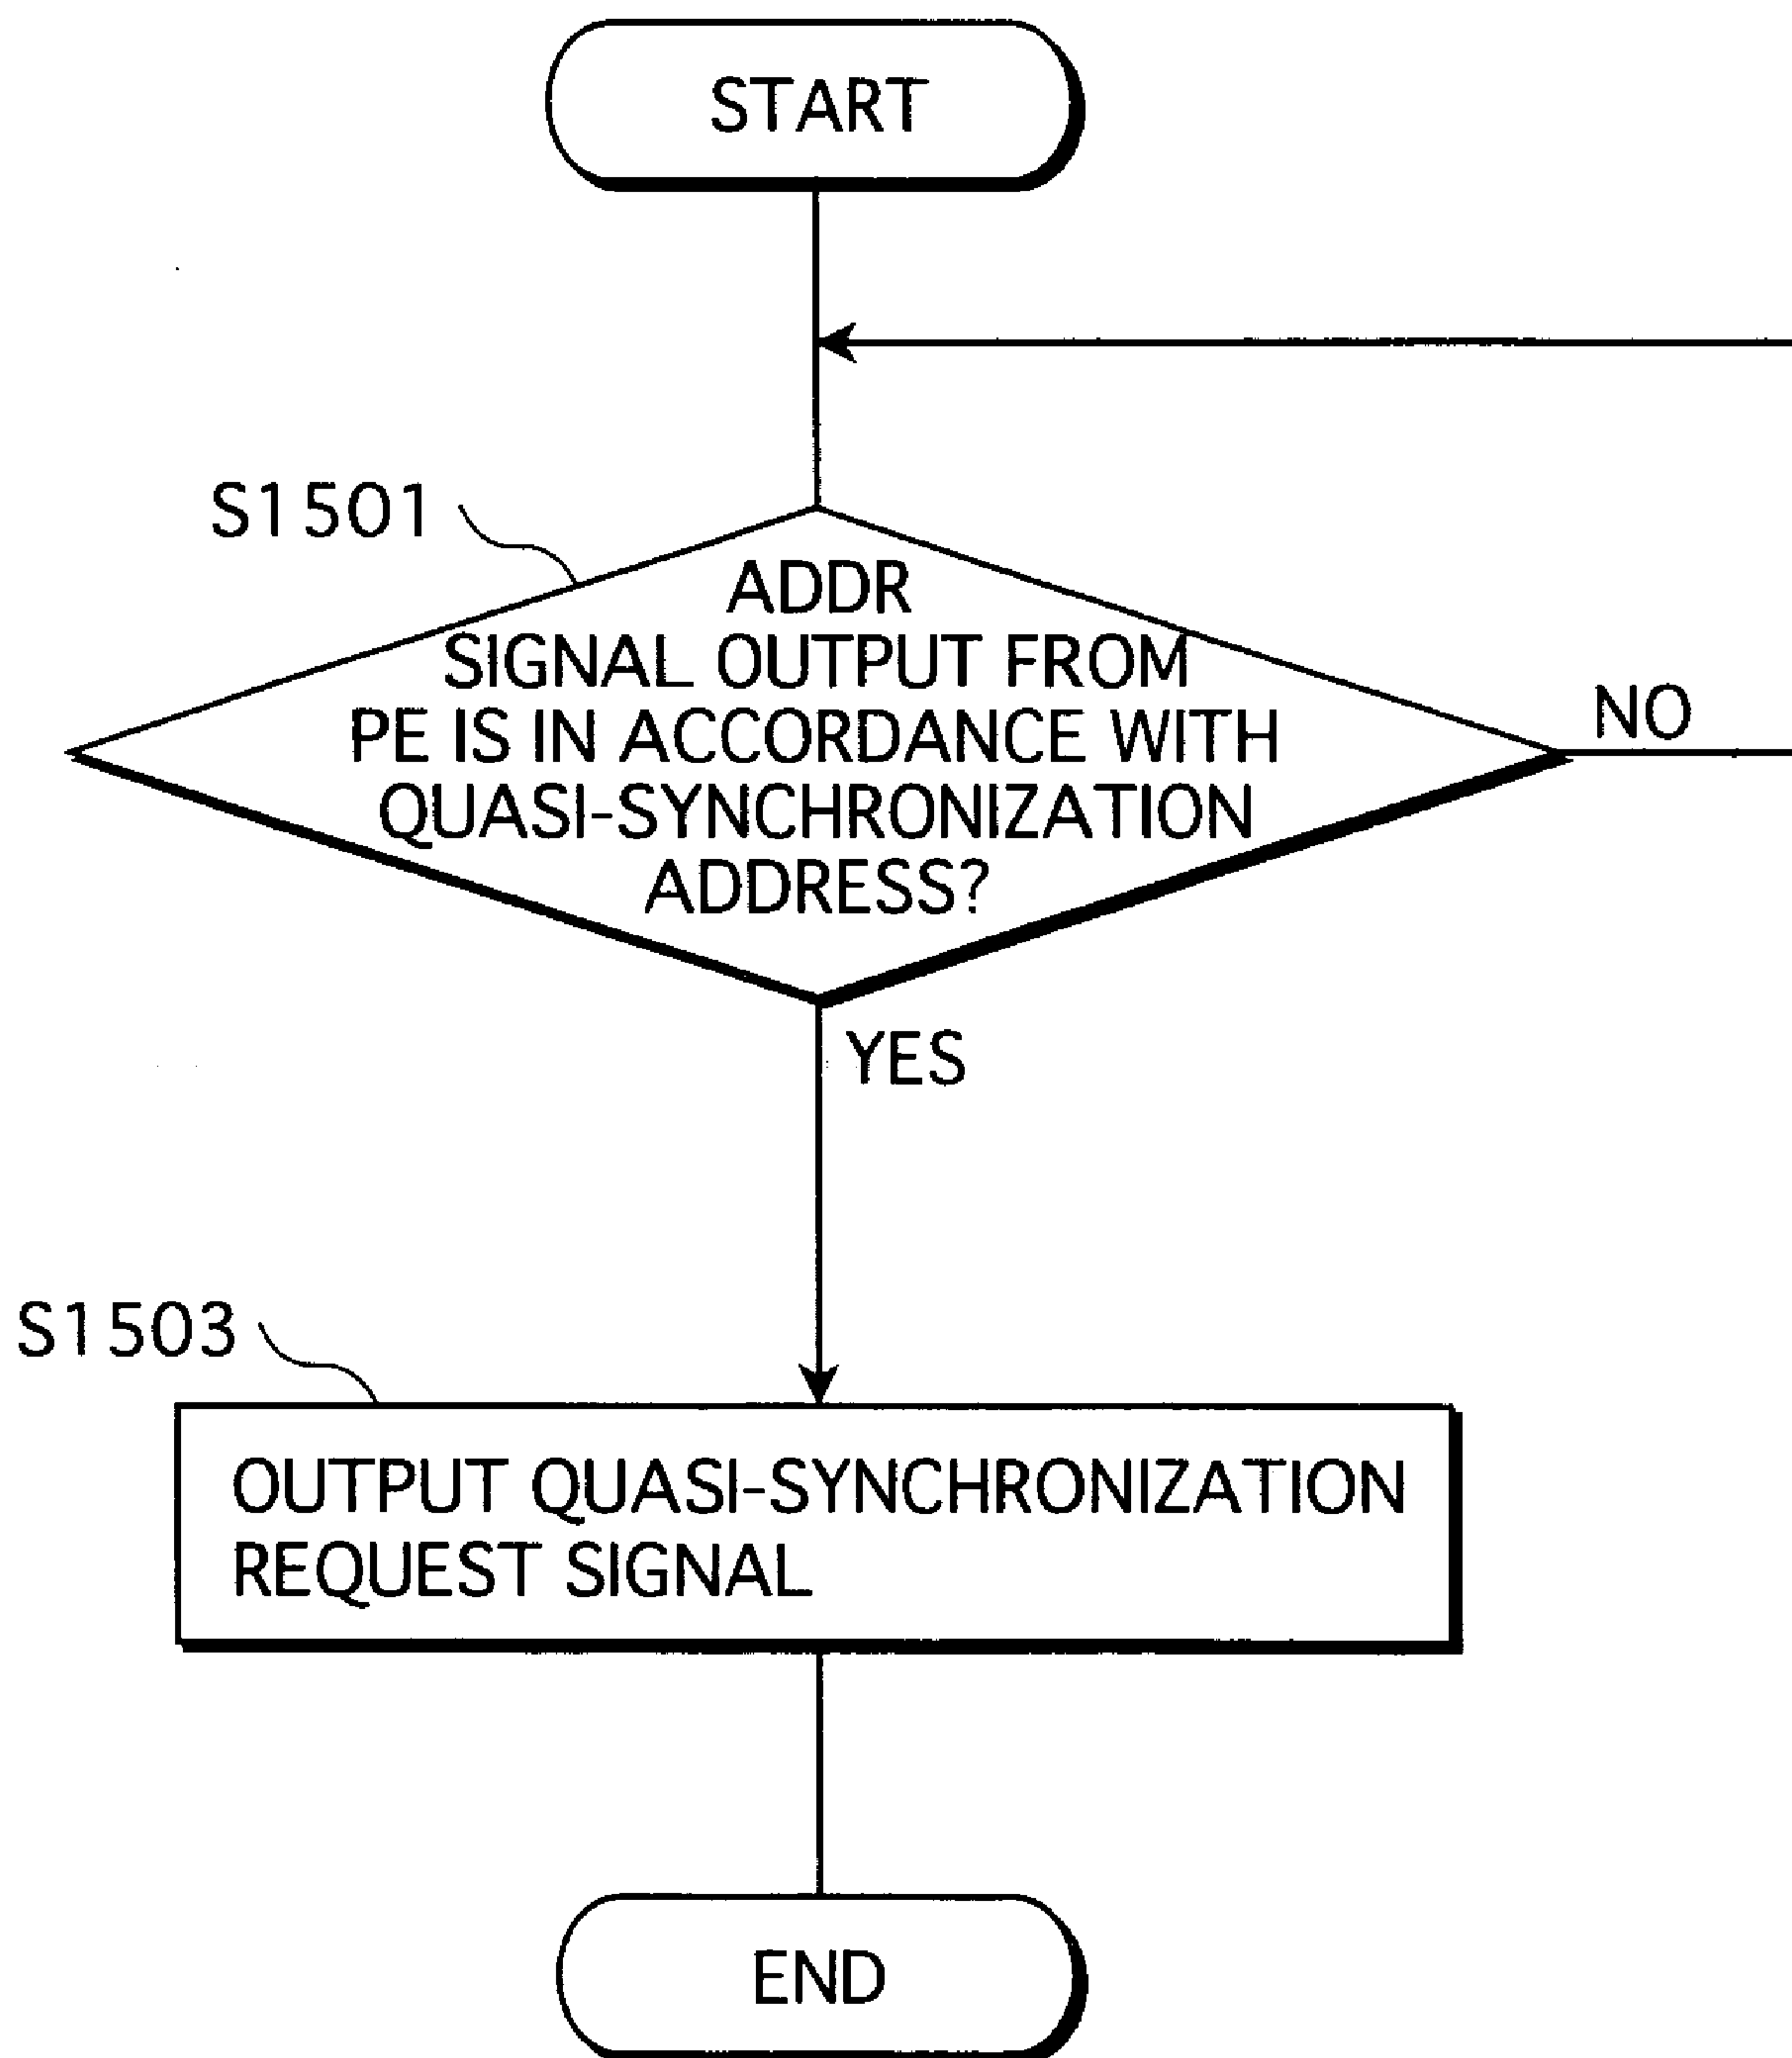 START
S1501
ADDR
SIGNAL OUTPUT FROM
PE IS IN ACCORDANCE WITH
QUASI-SYNCHRONIZATION
ADDRESS?
NO
YES
S1503
OUTPUT QUASI-SYNCHRONIZATION
REQUEST SIGNAL
END